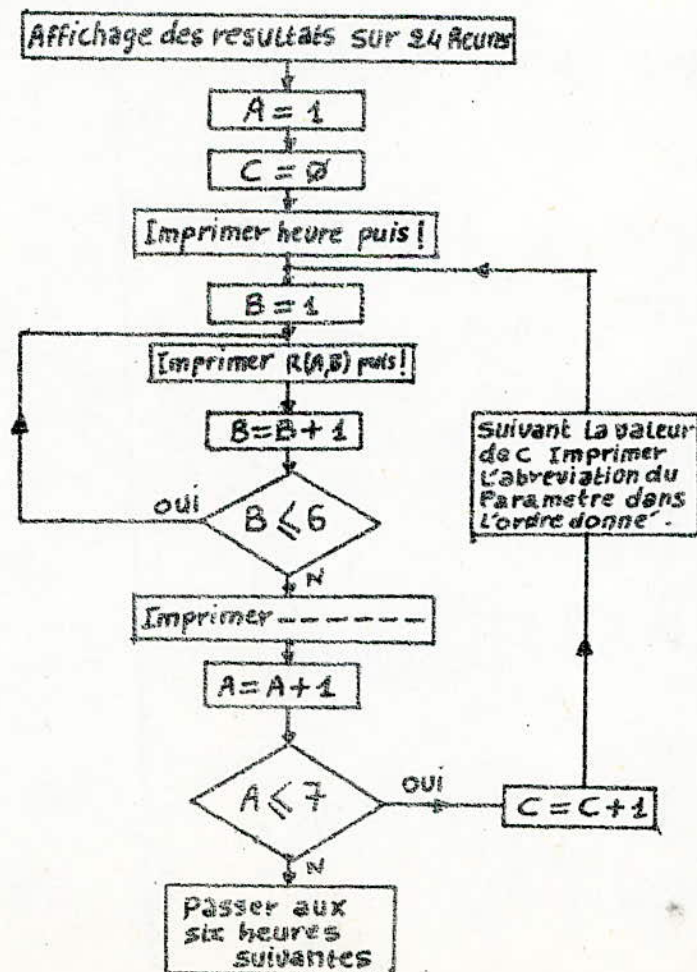 Affichage des resultats sur 24 heures
A = 1
C = Ø
Imprimer heure puis !
B = 1
Imprimer R(A,B) puis !
B = B + 1
B ⩽ 6
OUI
N
Imprimer - - - - - - -
A = A + 1
A ⩽ 7
OUI
N
C = C + 1
Suivant la valeur
de C Imprimer
L'abreviation du
Parametre dans
L'ordre donné.
Passer aux
six heures
suivantes